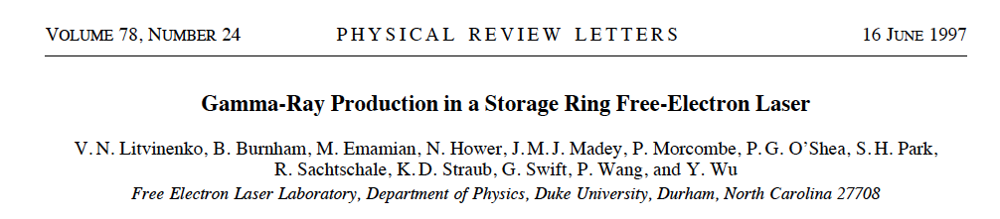 VOLUME 78, NUMBER 24 PHYSICAL REVIEW LETTERS 16 JUNE 1997
Gamma-Ray Production in a Storage Ring Free-Electron Laser
V. N. Litvinenko, B. Burnham, M. Emamian, N. Hower, J. M. J. Madey, P. Morcombe, P. G. O'Shea, S. H. Park,
R. Sachtschale, K. D. Straub, G. Swift, P. Wang, and Y. Wu
Free Electron Laser Laboratory, Department of Physics, Duke University, Durham, North Carolina 27708